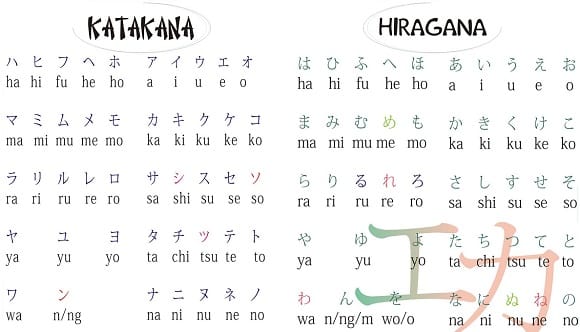 KATAKANA
ハ ヒ フ ヘ ホ ア イ ウ エ オ
ha hi fu he ho a i u e o
マ ミ ム メ モ カ キ ク ケ コ
ma mi mu me mo ka ki ku ke ko
ラ リ ル レ ロ サ シ ス セ ソ
ra ri ru re ro sa shi su se so
ヤ ユ ヨ タ チ ツ テ ト
ya yu yo ta chi tsu te to
ワ ン ナ ニ ヌ ネ ノ
wa n/ng na ni nu ne no
HIRAGANA
は ひ ふ へ ほ あ い う え お
ha hi fu he ho a i u e o
ま み む め も か き く け こ
ma mi mu me mo ka ki ku ke ko
ら り る れ ろ さ し す せ そ
ra ri ru re ro sa shi su se so
や ゆ よ た ち つ て と
ya yu yo ta chi tsu te to
わ ん を な に ぬ ね の
wa n/ng/m wo/o na ni nu ne no
エカ